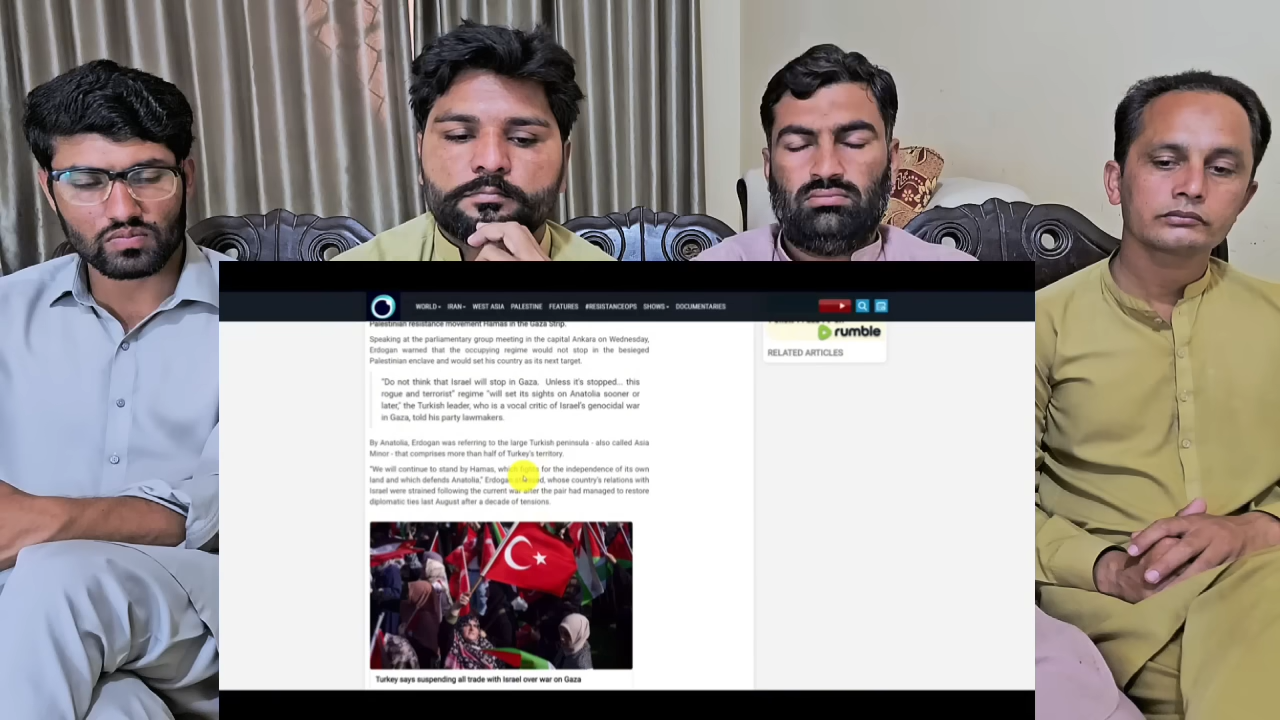 WORLD IRAN WEST ASIA PALESTINE FEATURES #RESISTANCEOPS SHOWS DOCUMENTARIES
Palestinian resistance movement Hamas in the Gaza Strip.
Speaking at the parliamentary group meeting in the capital Ankara on Wednesday,
Erdogan warned that the occupying regime would not stop in the besieged
Palestinian enclave and would set his country as its next target.
"Do not think that Israel will stop in Gaza. Unless it's stopped... this
rogue and terrorist" regime "will set its sights on Anatolia sooner or
later," the Turkish leader, who is a vocal critic of Israel's genocidal war
in Gaza, told his party lawmakers.
By Anatolia, Erdogan was referring to the large Turkish peninsula - also called Asia
Minor - that comprises more than half of Turkey's territory.
"We will continue to stand by Hamas, which fights for the independence of its own
land and which defends Anatolia," Erdogan, whose country's relations with
Israel were strained following the current war after the pair had managed to restore
diplomatic ties last August after a decade of tensions.
Turkey says suspending all trade with Israel over war on Gaza
rumble
RELATED ARTICLES